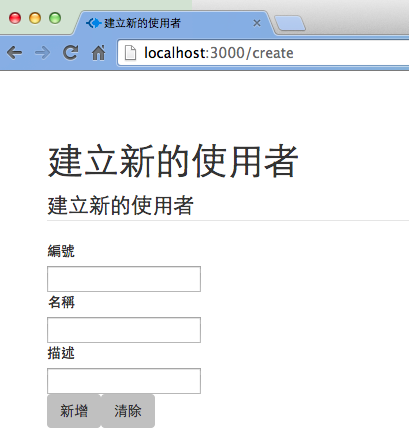 建立新的使用者
localhost:3000/create
建立新的使用者
建立新的使用者
編號
名稱
描述
新增 清除